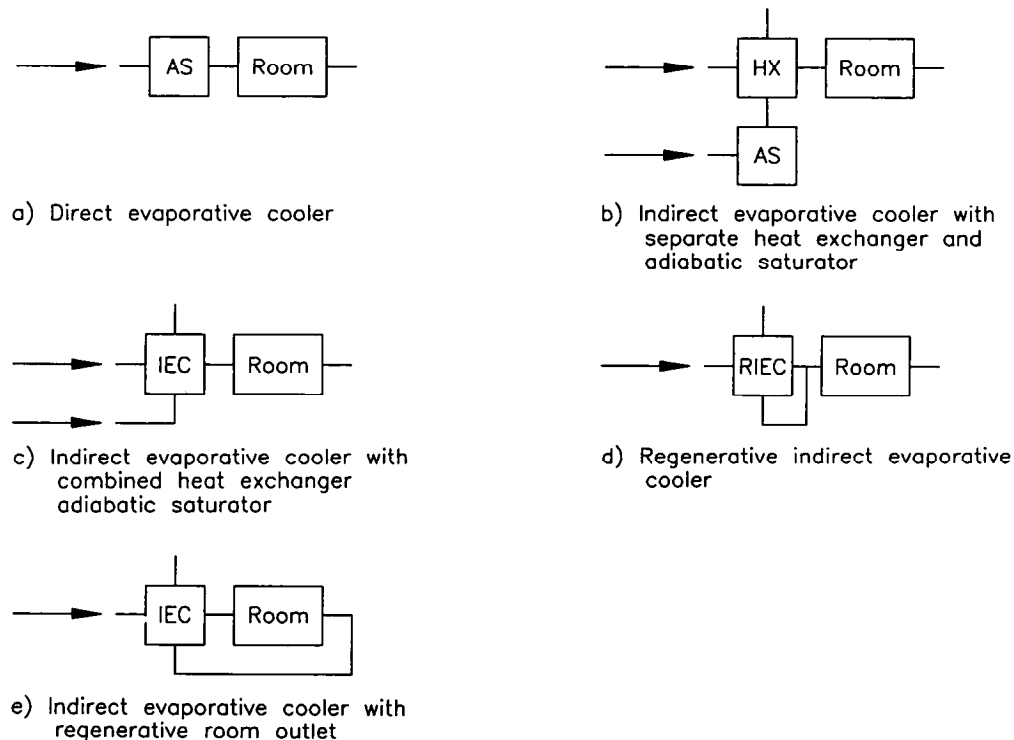 AS
Room
a) Direct evaporative cooler
HX
Room
AS
b) Indirect evaporative cooler with
separate heat exchanger and
adiabatic saturator
IEC
Room
c) Indirect evaporative cooler with
combined heat exchanger
adiabatic saturator
RIEC
Room
d) Regenerative indirect evaporative
cooler
IEC
Room
e) Indirect evaporative cooler with
regenerative room outlet